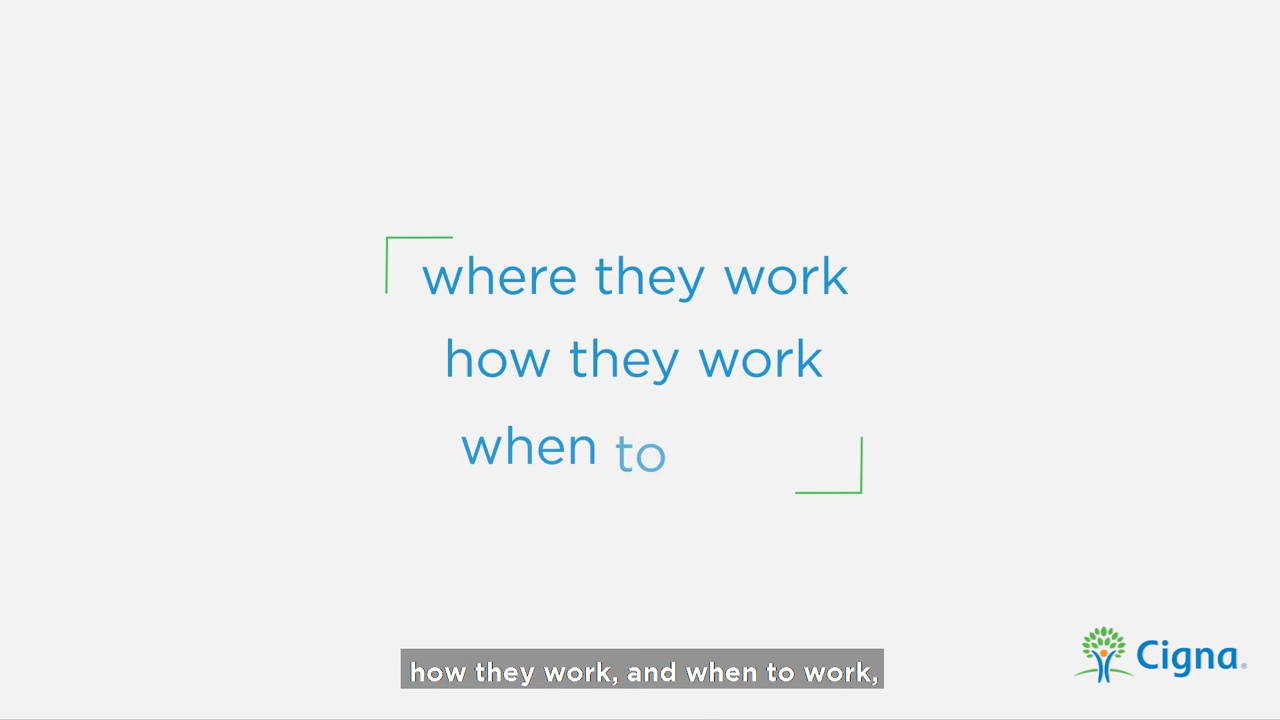 where they work
how they work
when to
how they work, and when to work,
Cigna®